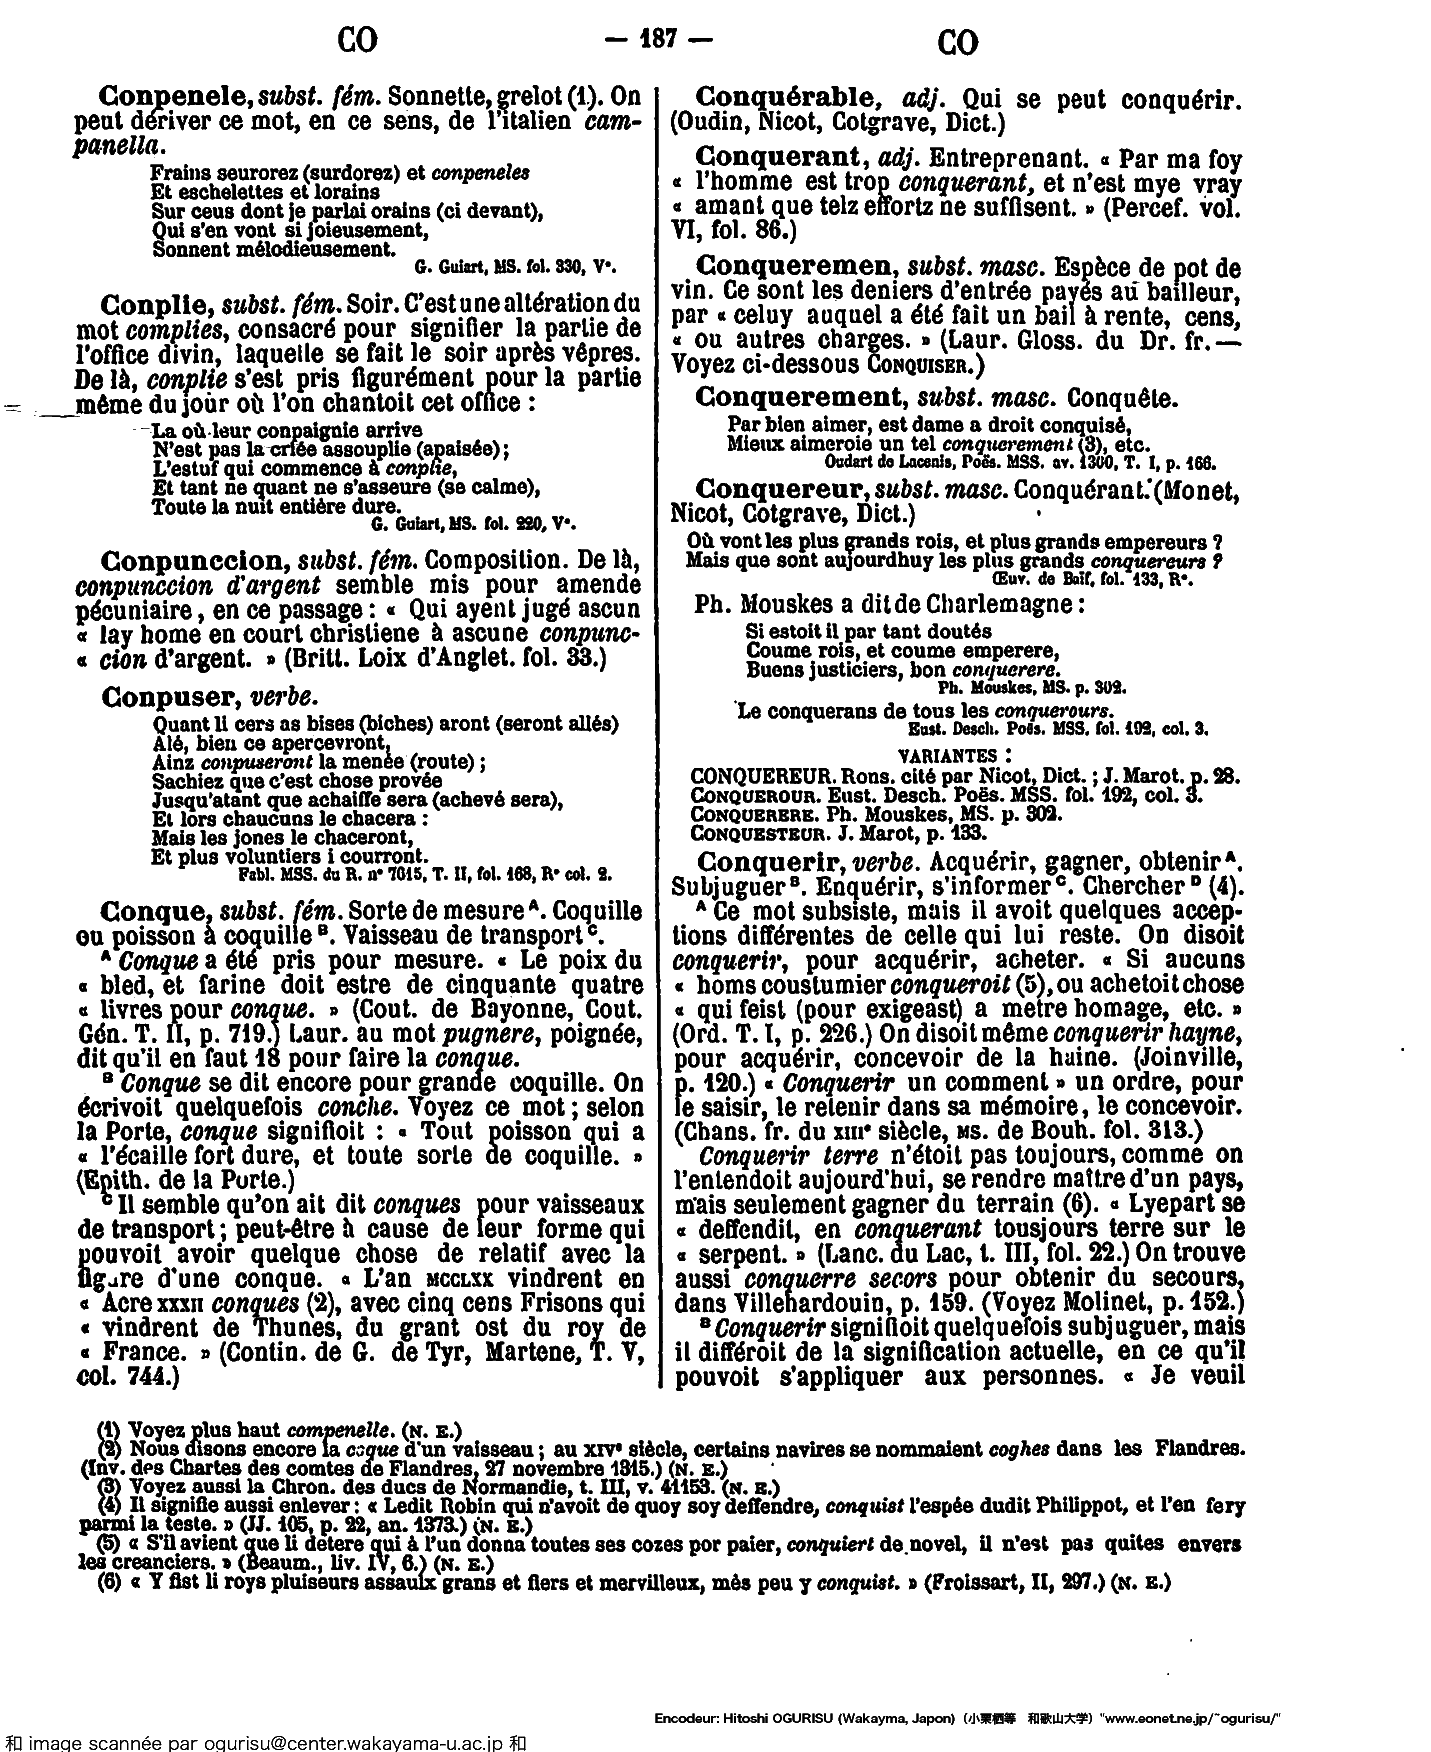 CO
— 187 —
CO
Conpenele, subst. fém. Sonnette, grelot (1). On
peut dériver ce mot, en ce sens, de l'italien cam-
panella.
Frains seurorez (surdorez) et conpeneles
Et eschelettes et lorains
Sur ceus dont je parlai orains (ci devant),
Qui s'en vont si joieusement,
Sonnent mélodieusement.
G. Guiart, MS. fol. 330, V°.
Conplie, subst. fém. Soir. C'est une altération du
mot complies, consacré pour signifier la partie de
l'office divin, laquelle se fait le soir après vêpres.
De là, conplie s'est pris figurément pour la partie
même du jour où l'on chantoit cet office :
La où leur conpaignie arrive
N'est pas la criée assouplie (apaisée) ;
L'estuf qui commence à conplie,
Et tant ne quant ne s'asseure (se calme),
Toute la nuit entière dure.
G. Guiart, MS. fol. 220, V°.
Conpunccion, subst. fém. Composition. De là,
conpunccion d'argent semble mis pour amende
pécuniaire, en ce passage : « Qui ayent jugé ascun
« lay home en court christiene à ascune conpunc-
« cion d'argent. » (Britt. Loix d'Anglet. fol. 33.)
Conpuser, verbe.
Quant li cers as bises (biches) aront (seront allés)
Alé, bien ce apercevront,
Ainz conpuseront la menée (route) ;
Sachiez que c'est chose provée
Jusqu'atant que achaiffe sera (achevé sera),
Et lors chaucuns le chacera :
Mais les jones le chaceront,
Et plus voluntiers i courront.
Fabl. MSS. du R. n° 7615, T. II, fol. 168, R° col. 2.
Conque, subst. fém. Sorte de mesure A. Coquille
ou poisson à coquille B. Vaisseau de transport C.
A Conque a été pris pour mesure. « Le poix du
« bled, et farine doit estre de cinquante quatre
« livres pour conque. » (Cout. de Bayonne, Cout.
Gén. T. II, p. 719.) Laur. au mot pugnere, poignée,
dit qu'il en faut 18 pour faire la conque.
B Conque se dit encore pour grande coquille. On
écrivoit quelquefois conche. Voyez ce mot ; selon
la Porte, conque signifioit : « Tout poisson qui a
« l'écaille fort dure, et toute sorte de coquille. »
(Epith. de la Porte.)
C Il semble qu'on ait dit conques pour vaisseaux
de transport ; peut-être à cause de leur forme qui
pouvoit avoir quelque chose de relatif avec la
figure d'une conque. « L'an MCCLXX vindrent en
« Acre XXXII conques (2), avec cinq cens Frisons qui
« vindrent de Thunes, du grant ost du roy de
« France. » (Contin. de G. de Tyr, Martene, T. V,
col. 744.)
Conquérable, adj. Qui se peut conquérir.
(Oudin, Nicot, Cotgrave, Dict.)
Conquerant, adj. Entreprenant. « Par ma foy
« l'homme est trop conquerant, et n'est mye vray
« amant que telz effortz ne suffisent. » (Percef. vol.
VI, fol. 86.)
Conqueremen, subst. masc. Espèce de pot de
vin. Ce sont les deniers d'entrée payés au bailleur,
par « celuy auquel a été fait un bail à rente, cens,
« ou autres charges. » (Laur. Gloss. du Dr. fr. —
Voyez ci-dessous CONQUISER.)
Conquerement, subst. masc. Conquête.
Par bien aimer, est dame a droit conquisé,
Mieux aimeroie un tel conquerement (3), etc.
Oudart de Lacenis, Poës. MSS. av. 1300, T. I, p. 166.
Conquereur, subst. masc. Conquérant. (Monet,
Nicot, Cotgrave, Dict.)
Où vont les plus grands rois, et plus grands empereurs ?
Mais que sont aujourdhuy les plus grands conquereurs ?
Œuv. de Baïf, fol. 133, R°.
Ph. Mouskes a dit de Charlemagne :
Si estoit il par tant doutés
Coume rois, et coume emperere,
Buens justiciers, bon conquerere.
Ph. Mouskes, MS. p. 302.
Le conquerans de tous les conquerours.
Eust. Desch. Poës. MSS. fol. 192, col. 3.
VARIANTES :
CONQUEREUR. Rons. cité par Nicot, Dict. ; J. Marot. p. 28.
CONQUEROUR. Eust. Desch. Poës. MSS. fol. 192, col. 3.
CONQUERERE. Ph. Mouskes, MS. p. 302.
CONQUESTEUR. J. Marot, p. 133.
Conquerir, verbe. Acquérir, gagner, obtenir A.
Subjuguer B. Enquérir, s'informer C. Chercher D (4).
A Ce mot subsiste, mais il avoit quelques accep-
tions différentes de celle qui lui reste. On disoit
conquerir, pour acquérir, acheter. « Si aucuns
« homs coustumier conqueroit (5), ou achetoit chose
« qui feist (pour exigeast) a metre homage, etc. »
(Ord. T. I, p. 226.) On disoit même conquerir hayne,
pour acquérir, concevoir de la haine. (Joinville,
p. 120.) « Conquerir un comment » un ordre, pour
le saisir, le retenir dans sa mémoire, le concevoir.
(Chans. fr. du XIIIe siècle, MS. de Bouh. fol. 313.)
Conquerir terre n'étoit pas toujours, comme on
l'entendoit aujourd'hui, se rendre maître d'un pays,
mais seulement gagner du terrain (6). « Lyepart se
« deffendit, en conquerant tousjours terre sur le
« serpent. » (Lanc. du Lac, t. III, fol. 22.) On trouve
aussi conquerre secors pour obtenir du secours,
dans Villehardouin, p. 159. (Voyez Molinet, p. 152.)
B Conquerir signifioit quelquefois subjuguer, mais
il différoit de la signification actuelle, en ce qu'il
pouvoit s'appliquer aux personnes. « Je veuil
(1) Voyez plus haut compenelle. (N. E.)
(2) Nous disons encore la coque d'un vaisseau ; au XIVe siècle, certains navires se nommaient coghes dans les Flandres.
(Inv. des Chartes des comtes de Flandres, 27 novembre 1315.) (N. E.)
(3) Voyez aussi la Chron. des ducs de Normandie, t. III, v. 41153. (N. E.)
(4) Il signifie aussi enlever : « Ledit Robin qui n'avoit de quoy soy deffendre, conquist l'espée dudit Philippot, et l'en fery
parmi la teste. » (JJ. 105, p. 22, an. 1373.) (N. E.)
(5) « S'il avient que li detere qui à l'un donna toutes ses cozes por paier, conquiert de novel, il n'est pas quites envers
les creanciers. » (Beaum., liv. IV, 6.) (N. E.)
(6) « Y fist li roys pluiseurs assaulx grans et fiers et mervilleux, mès peu y conquist. » (Froissart, II, 297.) (N. E.)
Encodeur: Hitoshi OGURISU (Wakayma, Japon) (小栗栖等 和歌山大学) "www.eonet.ne.jp/~ogurisu/"
和 image scannée par ogurisu@center.wakayama-u.ac.jp 和